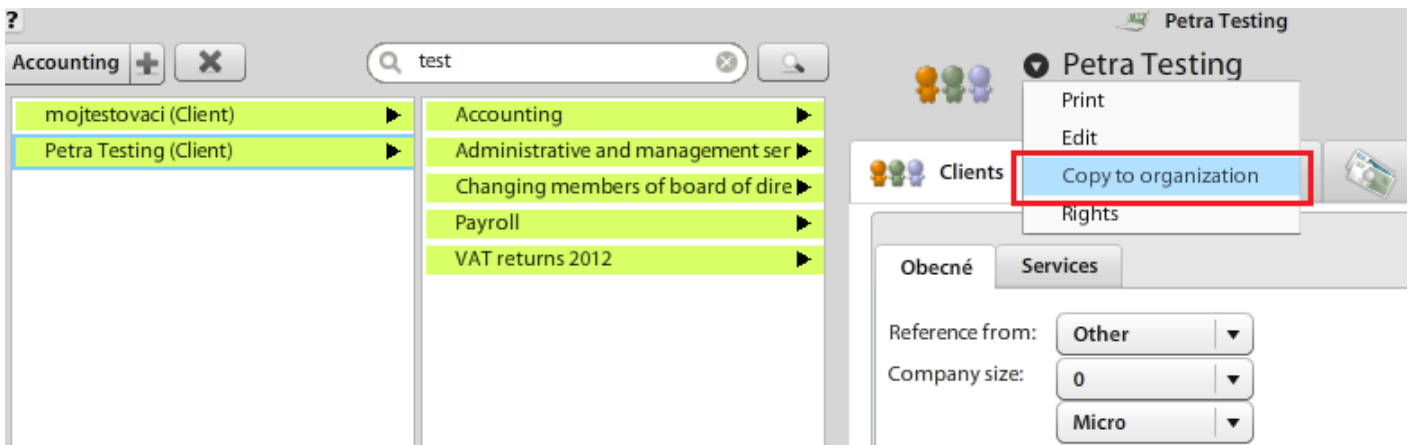 ?
Petra Testing
Accounting
test
Petra Testing
mojtestovaci (Client)
Petra Testing (Client)
Accounting
Administrative and management ser
Changing members of board of dire
Payroll
VAT returns 2012
Print
Edit
Copy to organization
Rights
Clients
Obecné Services
Reference from: Other
Company size: 0
Micro